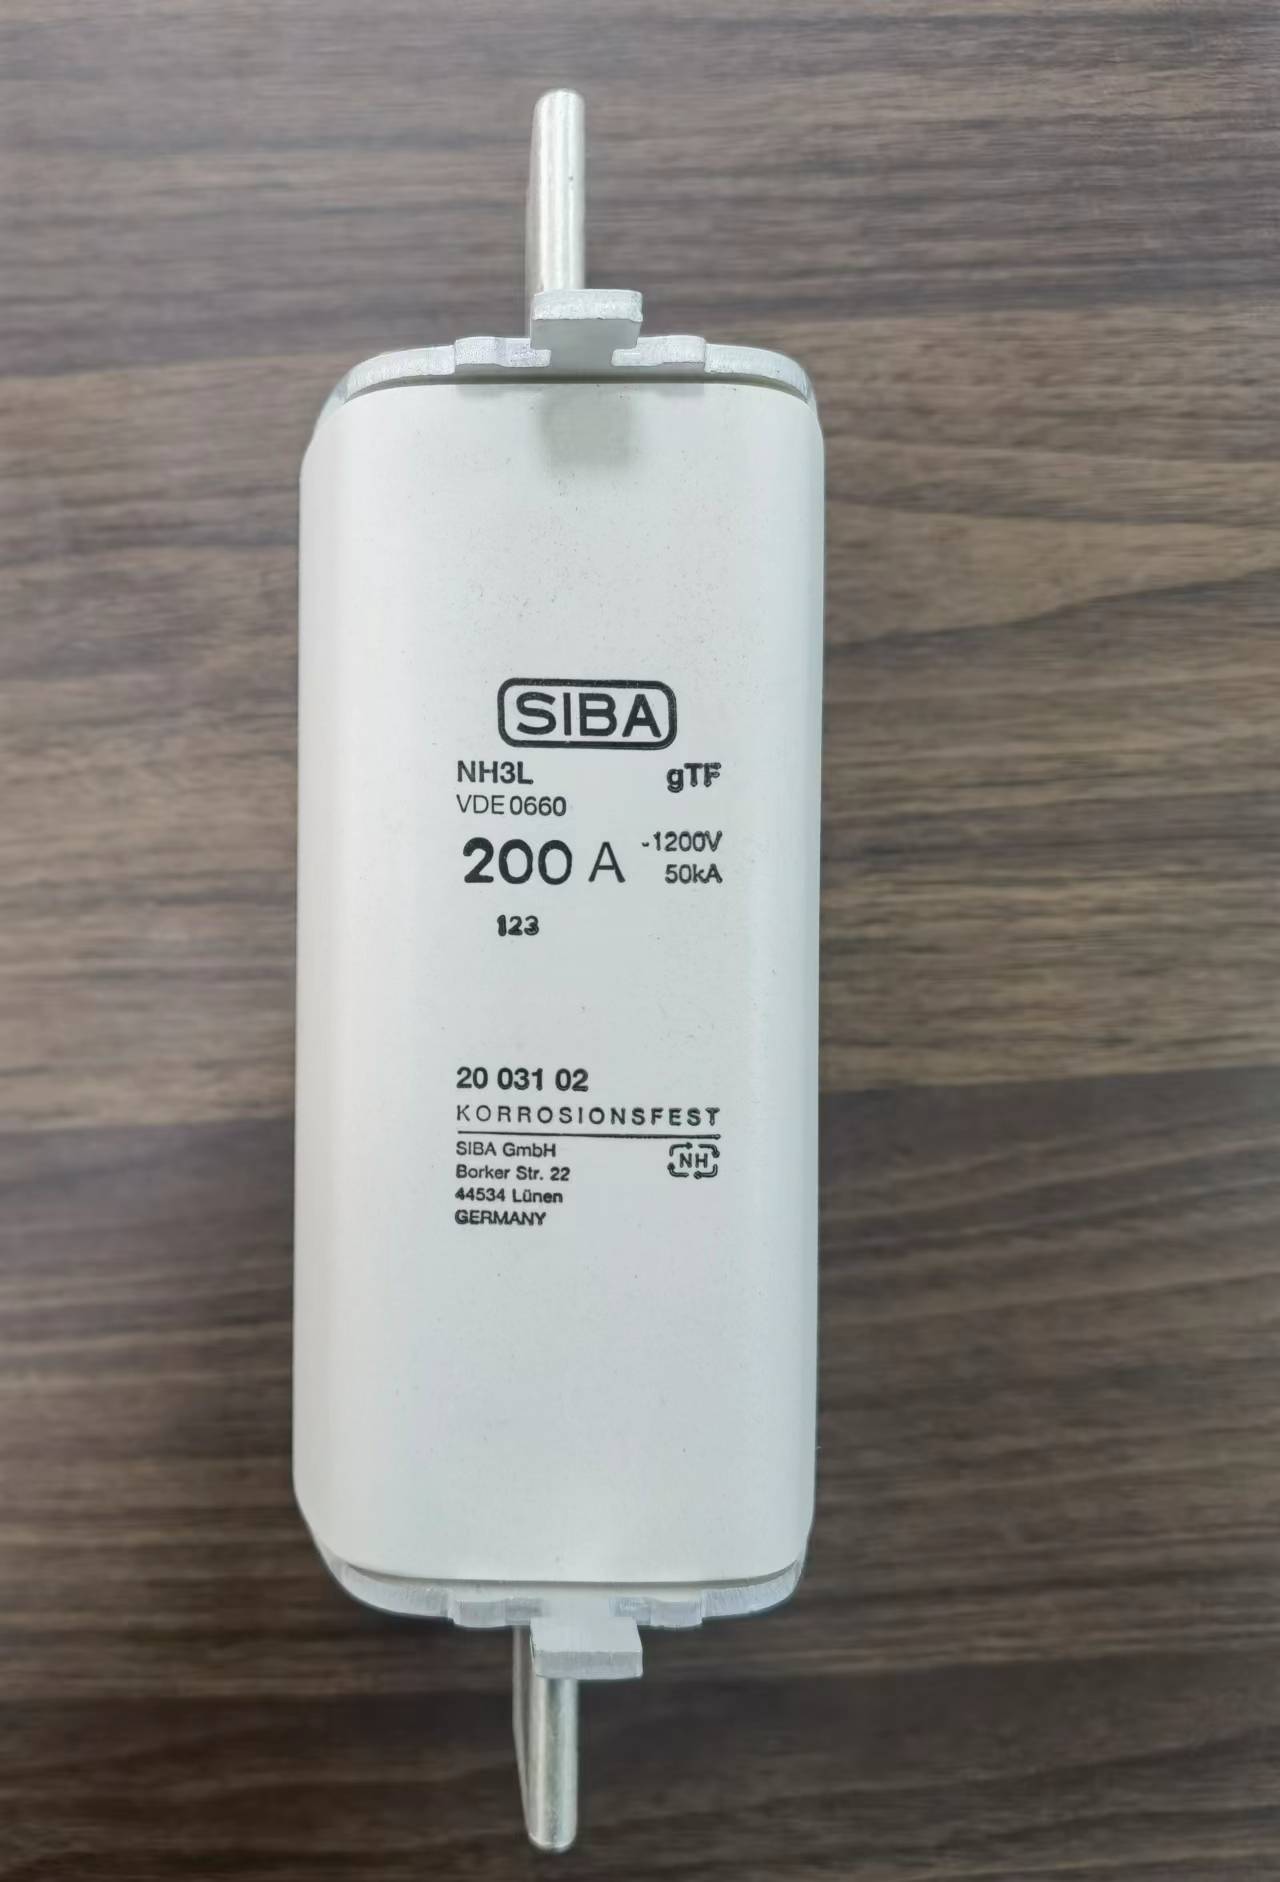 SIBA
NH3L gTF
VDE 0660
200 A ~1200V
50kA
123
20 031 02
KORROSIONSFEST
SIBA GmbH NH
Borker Str. 22
44534 Lünen
GERMANY